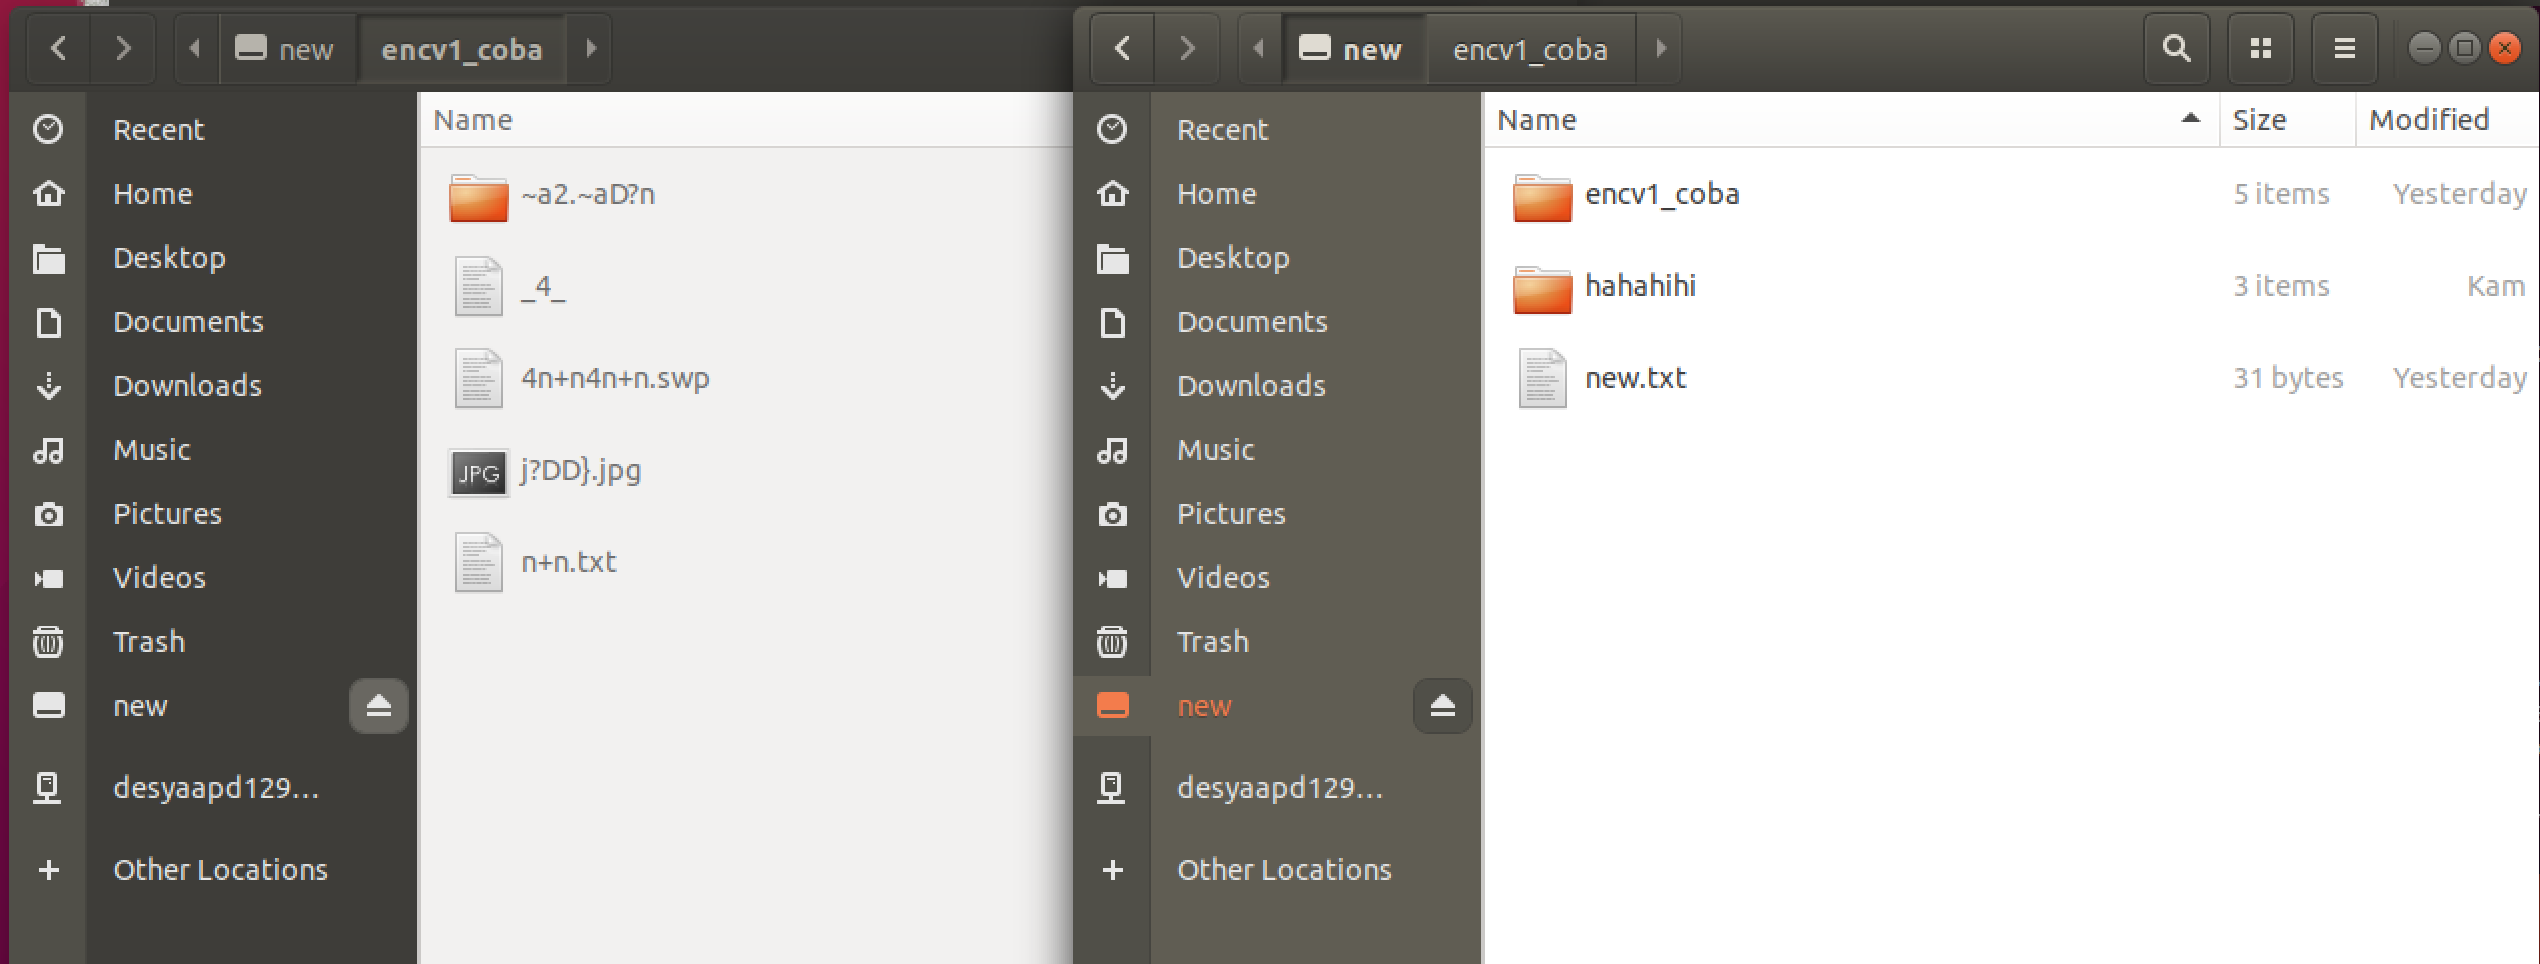 new encv1_coba
Name
Recent
Home
Desktop
Documents
Downloads
Music
Pictures
Videos
Trash
new
desyaapd129...
Other Locations
~a2.~aD?n
_4_
4n+n4n+n.swp
JPG j?DD}.jpg
n+n.txt
new encv1_coba
Name Size Modified
Recent
Home
Desktop
Documents
Downloads
Music
Pictures
Videos
Trash
new
desyaapd129...
Other Locations
encv1_coba 5 items Yesterday
hahahihi 3 items Kam
new.txt 31 bytes Yesterday